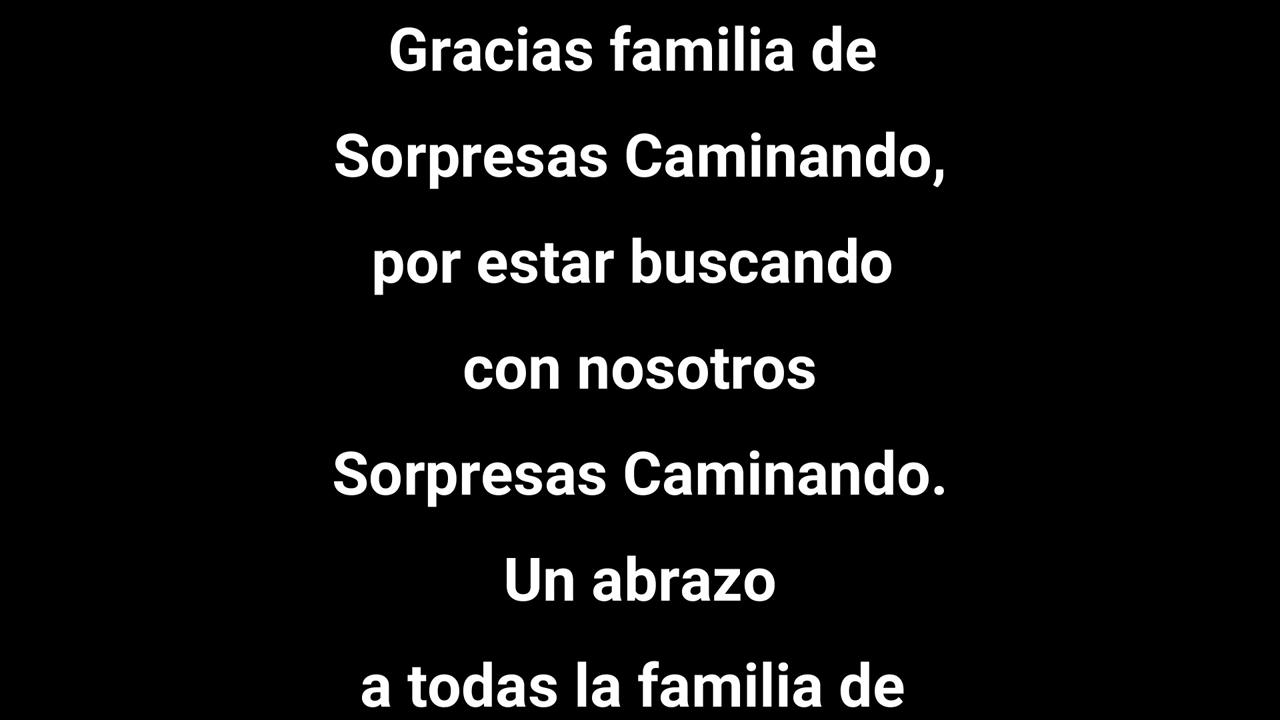 Gracias familia de
Sorpresas Caminando,
por estar buscando
con nosotros
Sorpresas Caminando.
Un abrazo
a todas la familia de